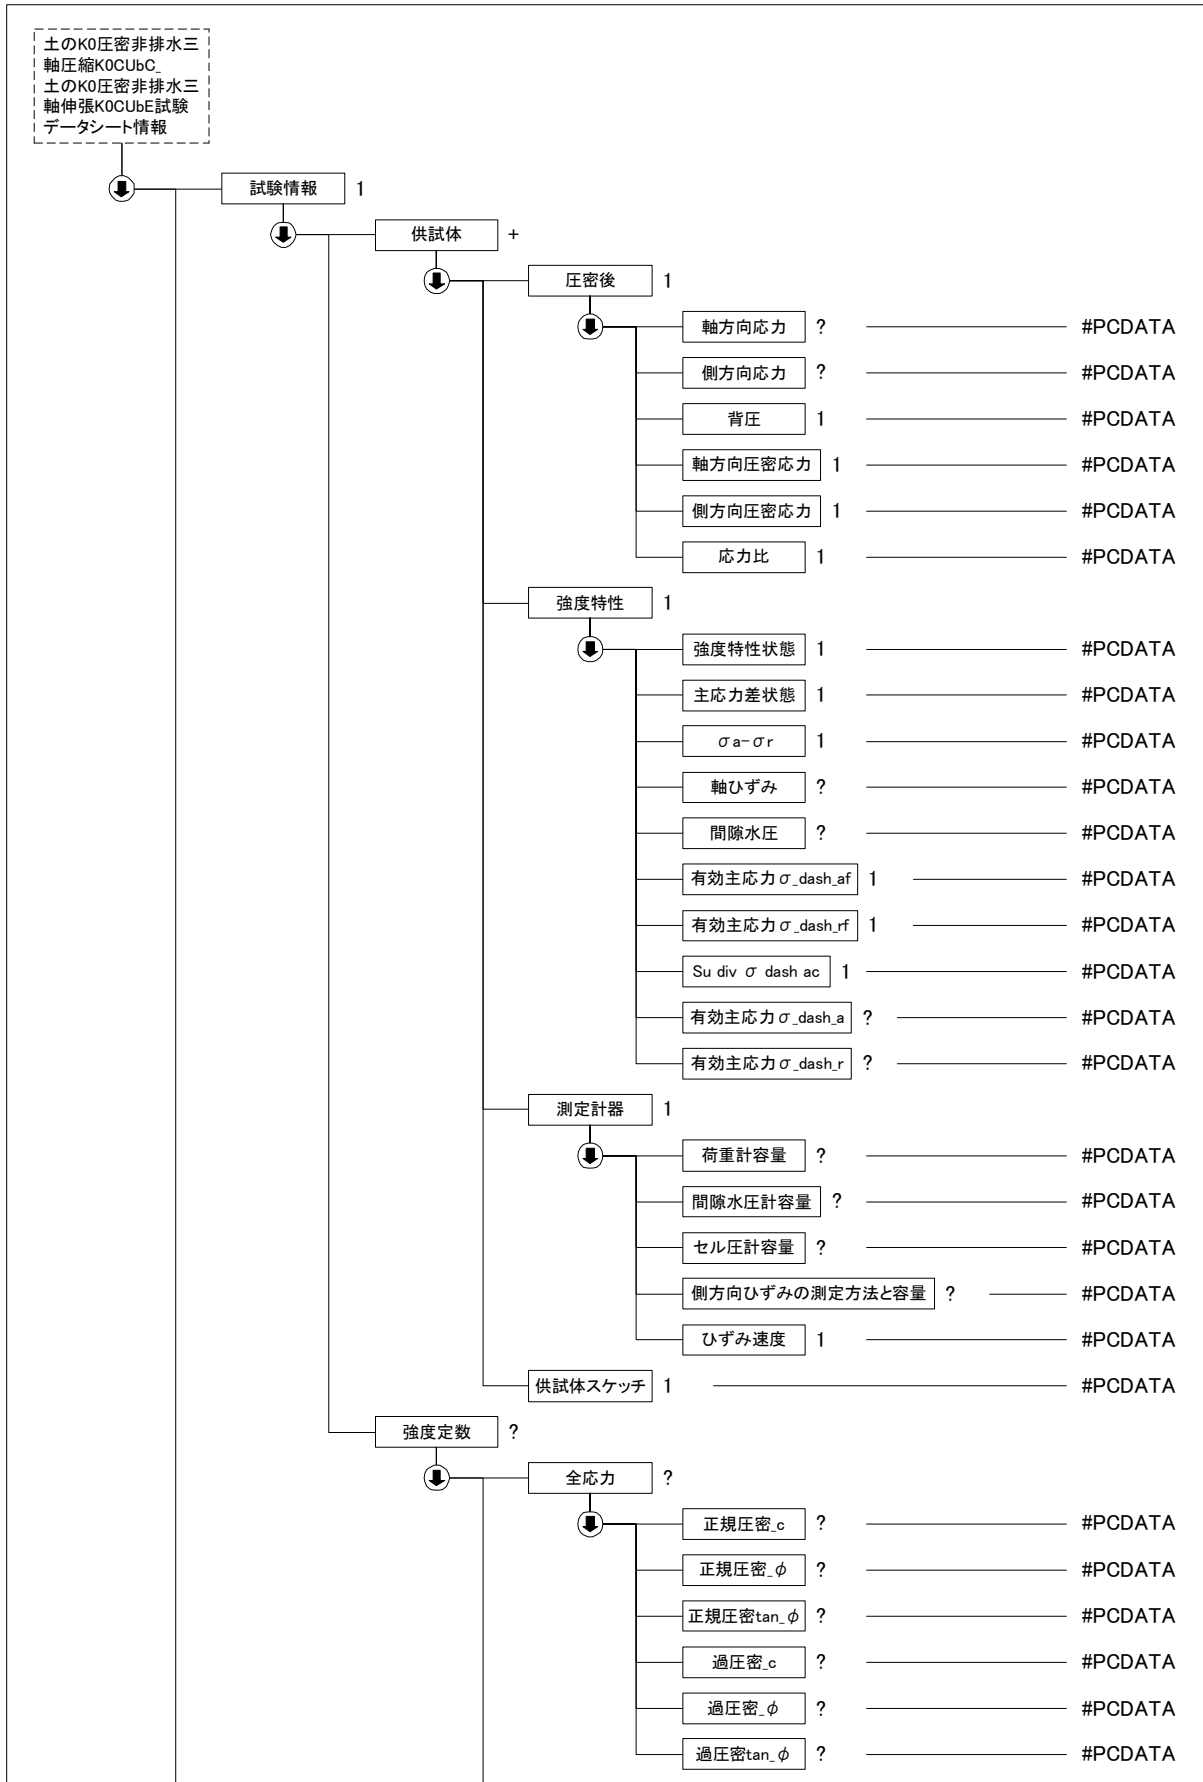 土のK0圧密非排水三
軸圧縮K0CUbC_
土のK0圧密非排水三
軸伸張K0CUbE試験
データシート情報
試験情報 1
供試体 +
圧密後 1
軸方向応力 ? #PCDATA
側方向応力 ? #PCDATA
背圧 1 #PCDATA
軸方向圧密応力 1 #PCDATA
側方向圧密応力 1 #PCDATA
応力比 1 #PCDATA
強度特性 1
強度特性状態 1 #PCDATA
主応力差状態 1 #PCDATA
σa-σr 1 #PCDATA
軸ひずみ ? #PCDATA
間隙水圧 ? #PCDATA
有効主応力σ_dash_af 1 #PCDATA
有効主応力σ_dash_rf 1 #PCDATA
Su div σ dash ac 1 #PCDATA
有効主応力σ_dash_a ? #PCDATA
有効主応力σ_dash_r ? #PCDATA
測定計器 1
荷重計容量 ? #PCDATA
間隙水圧計容量 ? #PCDATA
セル圧計容量 ? #PCDATA
側方向ひずみの測定方法と容量 ? #PCDATA
ひずみ速度 1 #PCDATA
供試体スケッチ 1 #PCDATA
強度定数 ?
全応力 ?
正規圧密_c ? #PCDATA
正規圧密_φ ? #PCDATA
正規圧密tan_φ ? #PCDATA
過圧密_c ? #PCDATA
過圧密_φ ? #PCDATA
過圧密tan_φ ? #PCDATA